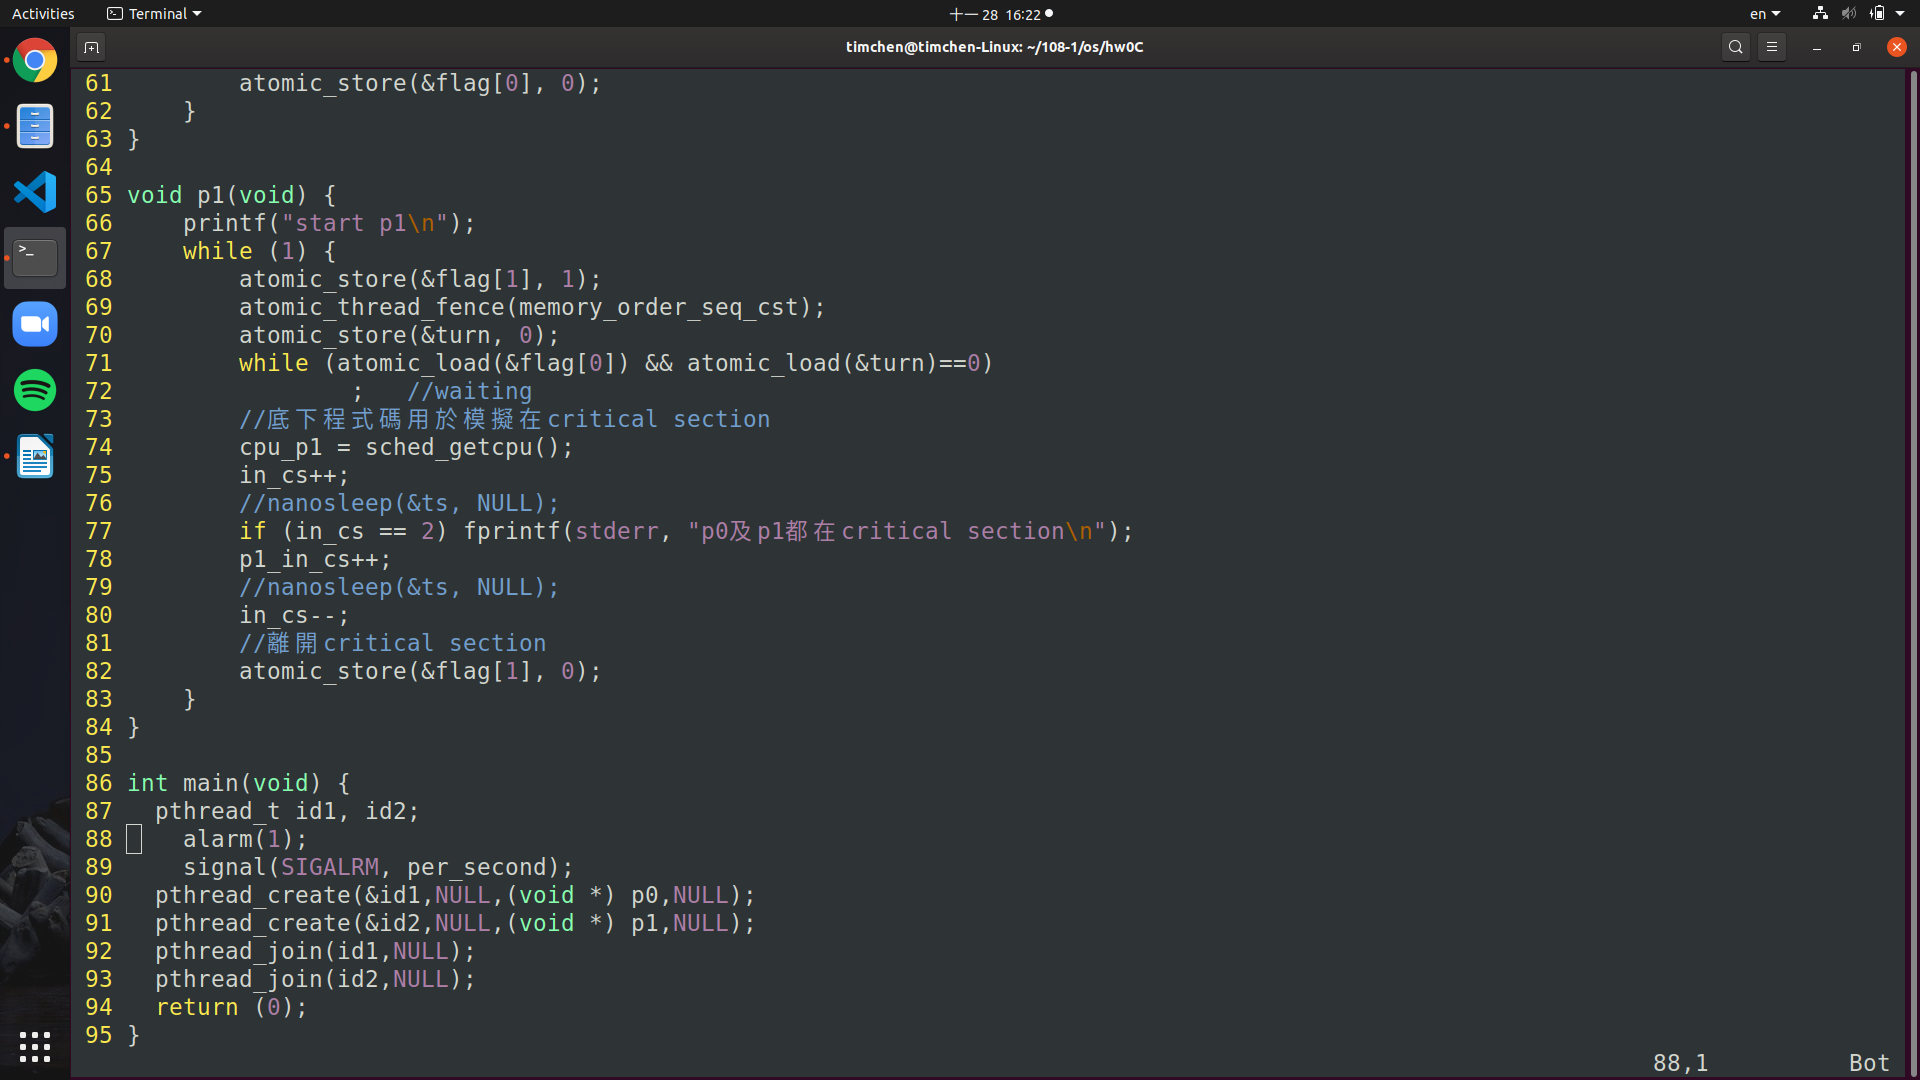 Activities
Terminal
十一 28 16:22
en
timchen@timchen-Linux: ~/108-1/os/hw0C
61         atomic_store(&flag[0], 0);
62     }
63 }
64
65 void p1(void) {
66     printf("start p1\n");
67     while (1) {
68         atomic_store(&flag[1], 1);
69         atomic_thread_fence(memory_order_seq_cst);
70         atomic_store(&turn, 0);
71         while (atomic_load(&flag[0]) && atomic_load(&turn)==0)
72                 ;   //waiting
73         //底下程式碼用於模擬在critical section
74         cpu_p1 = sched_getcpu();
75         in_cs++;
76         //nanosleep(&ts, NULL);
77         if (in_cs == 2) fprintf(stderr, "p0及p1都在critical section\n");
78         p1_in_cs++;
79         //nanosleep(&ts, NULL);
80         in_cs--;
81         //離開critical section
82         atomic_store(&flag[1], 0);
83     }
84 }
85
86 int main(void) {
87   pthread_t id1, id2;
88     alarm(1);
89     signal(SIGALRM, per_second);
90   pthread_create(&id1,NULL,(void *) p0,NULL);
91   pthread_create(&id2,NULL,(void *) p1,NULL);
92   pthread_join(id1,NULL);
93   pthread_join(id2,NULL);
94   return (0);
95 }
88,1 Bot